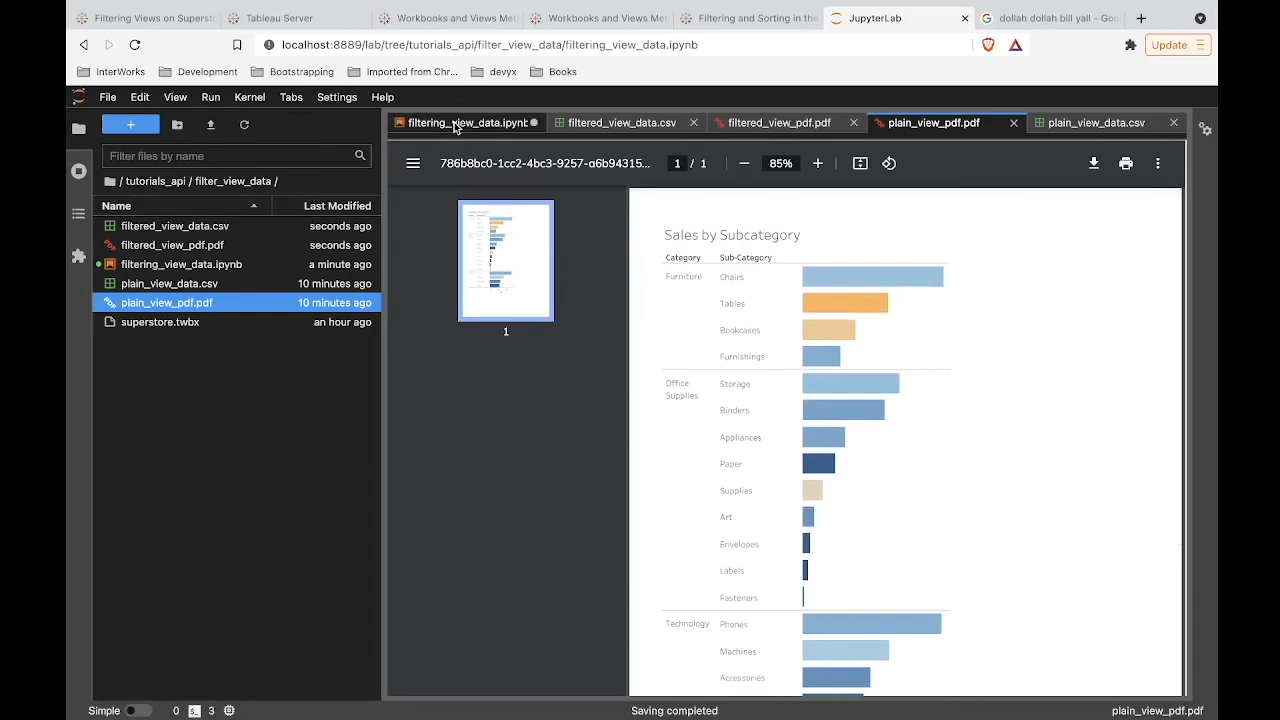 Filtering Views on Superst
Tableau Server
Workbooks and Views Met
Workbooks and Views Met
Filtering and Sorting in the
JupyterLab
dollah dollah bill yall - Goo
localhost:8889/lab/tree/tutorials_api/filter_view_data/filtering_view_data.ipynb
Update
InterWorks
Development
Bootstrapping
Imported from Chr...
devyx
Books
File Edit View Run Kernel Tabs Settings Help
filtering_view_data.ipynb
filtered_view_data.csv
filtered_view_pdf.pdf
plain_view_pdf.pdf
plain_view_data.csv
Filter files by name
786b8bc0-1cc2-4bc3-9257-a6b94315...
1 / 1
85%
/ tutorials_api / filter_view_data /
Name Last Modified
filtered_view_data.csv seconds ago
filtered_view_pdf.pdf seconds ago
filtering_view_data.ipynb a minute ago
plain_view_data.csv 10 minutes ago
plain_view_pdf.pdf 10 minutes ago
superstore.twbx an hour ago
1
Sales by Subcategory
Category Sub-Category
Furniture Chairs
Tables
Bookcases
Furnishings
Office
Supplies
Storage
Binders
Appliances
Paper
Supplies
Art
Envelopes
Labels
Fasteners
Technology Phones
Machines
Accessories
Simple 0 3
Saving completed
plain_view_pdf.pdf